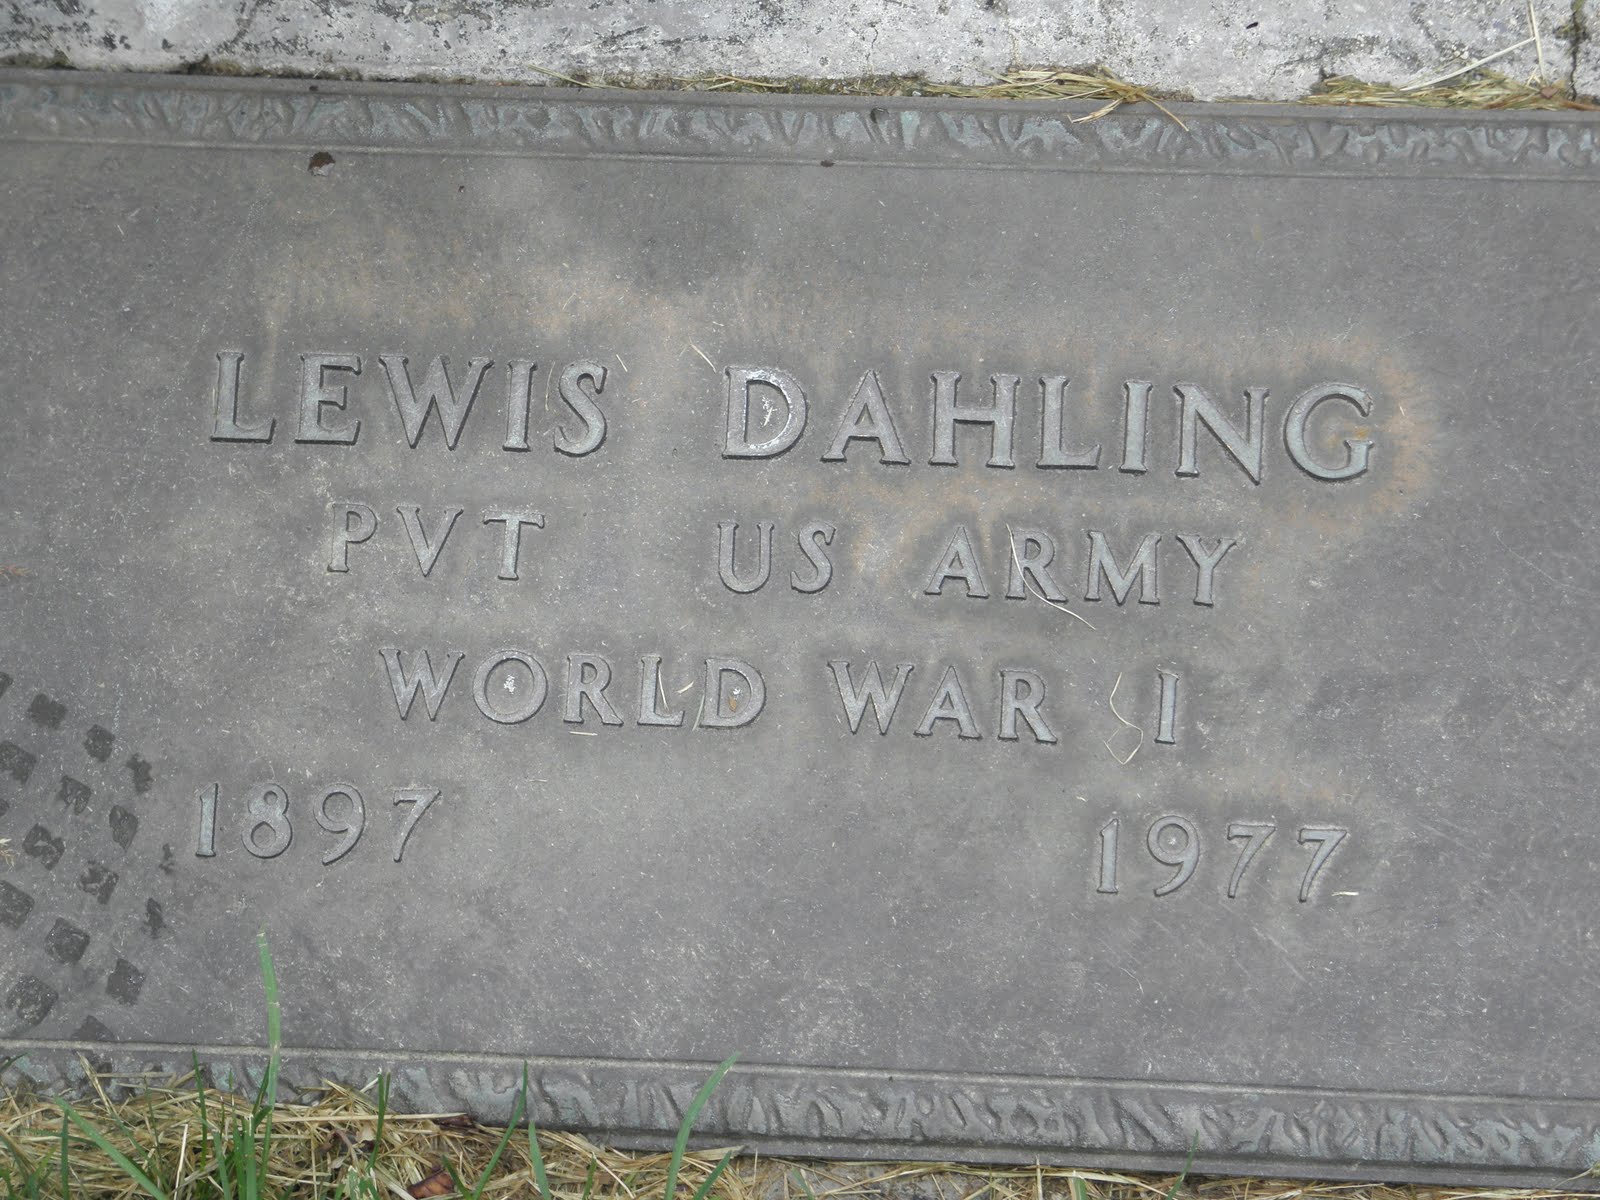 LEWIS DAHLING
PVT US ARMY
WORLD WAR I
1897 1977